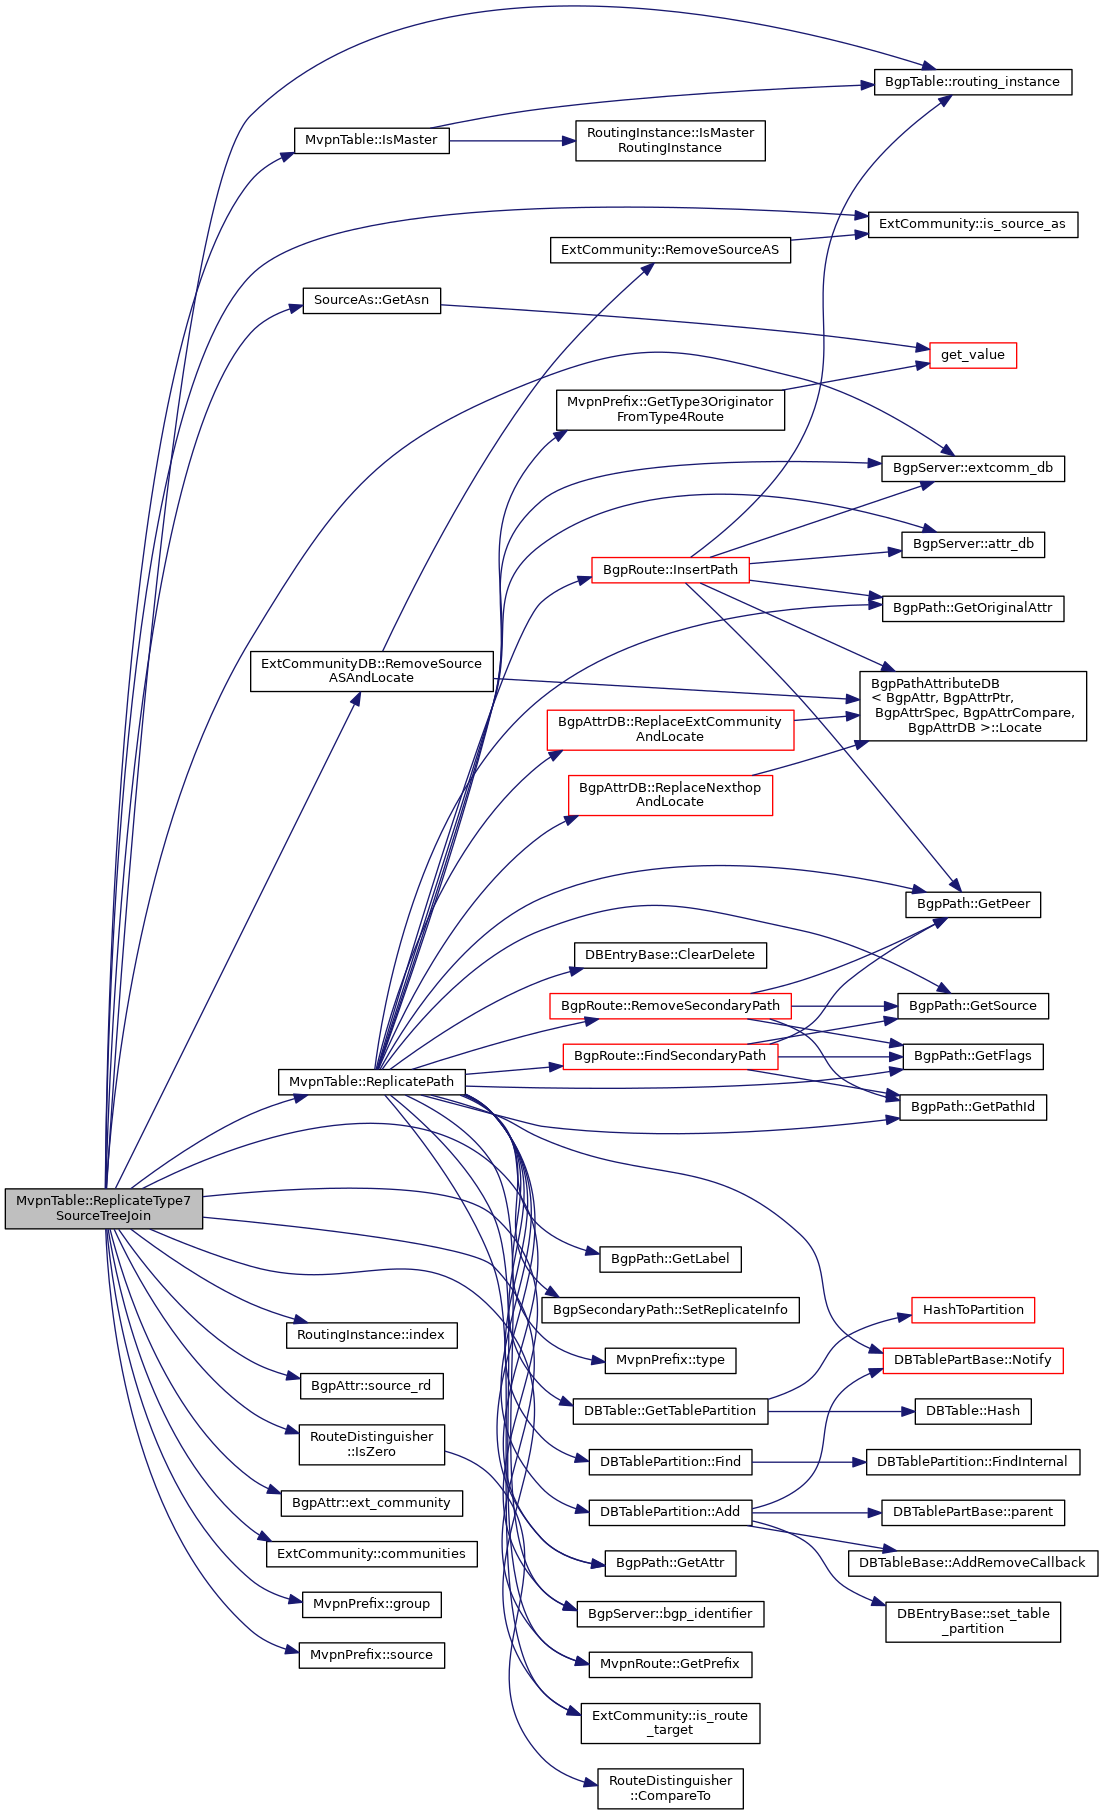 BgpTable::routing_instance
MvpnTable::IsMaster
RoutingInstance::IsMaster
RoutingInstance
ExtCommunity::is_source_as
ExtCommunity::RemoveSourceAS
SourceAs::GetAsn
get_value
MvpnPrefix::GetType3Originator
FromType4Route
BgpServer::extcomm_db
BgpServer::attr_db
BgpRoute::InsertPath
BgpPath::GetOriginalAttr
ExtCommunityDB::RemoveSource
ASAndLocate
BgpPathAttributeDB
< BgpAttr, BgpAttrPtr,
BgpAttrSpec, BgpAttrCompare,
BgpAttrDB >::Locate
BgpAttrDB::ReplaceExtCommunity
AndLocate
BgpAttrDB::ReplaceNexthop
AndLocate
BgpPath::GetPeer
DBEntryBase::ClearDelete
BgpRoute::RemoveSecondaryPath
BgpPath::GetSource
BgpRoute::FindSecondaryPath
BgpPath::GetFlags
MvpnTable::ReplicatePath
BgpPath::GetPathId
MvpnTable::ReplicateType7
SourceTreeJoin
BgpPath::GetLabel
BgpSecondaryPath::SetReplicateInfo
HashToPartition
RoutingInstance::index
MvpnPrefix::type
DBTablePartBase::Notify
BgpAttr::source_rd
DBTable::GetTablePartition
DBTable::Hash
RouteDistinguisher
::IsZero
DBTablePartition::Find
DBTablePartition::FindInternal
BgpAttr::ext_community
DBTablePartition::Add
DBTablePartBase::parent
ExtCommunity::communities
BgpPath::GetAttr
DBTableBase::AddRemoveCallback
MvpnPrefix::group
BgpServer::bgp_identifier
DBEntryBase::set_table
_partition
MvpnPrefix::source
MvpnRoute::GetPrefix
ExtCommunity::is_route
_target
RouteDistinguisher
::CompareTo